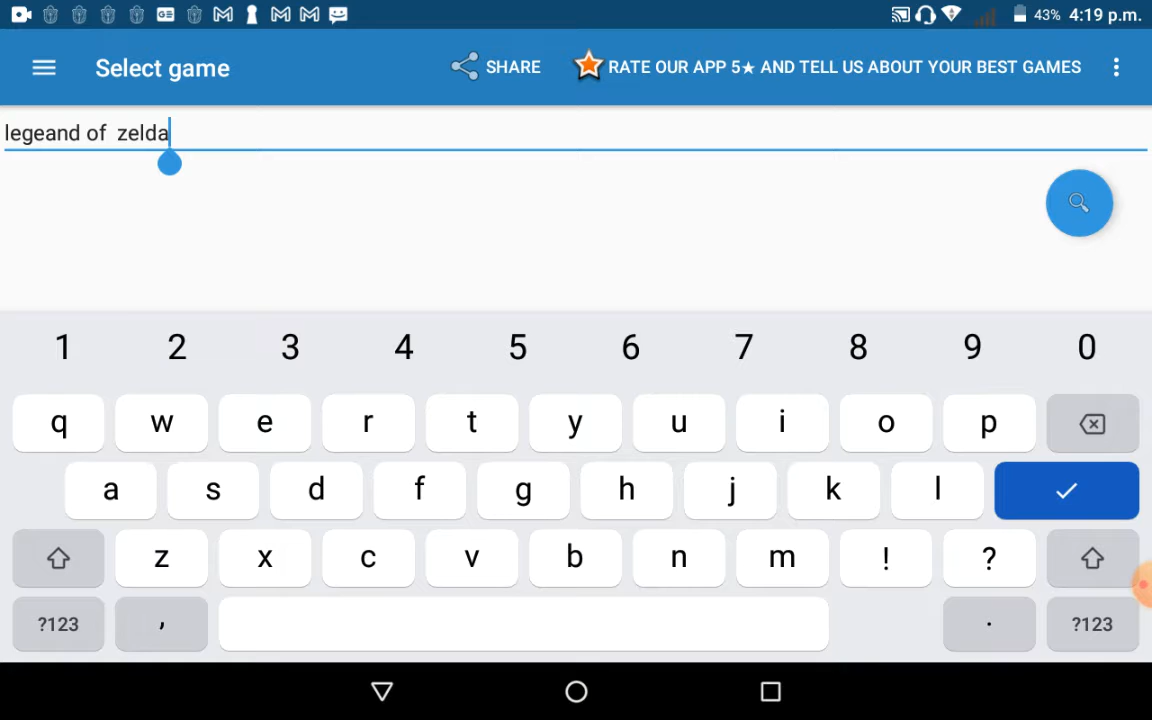 43% 4:19 p.m.
Select game SHARE RATE OUR APP 5★ AND TELL US ABOUT YOUR BEST GAMES
legeand of  zelda
1 2 3 4 5 6 7 8 9 0
q w e r t y u i o p
a s d f g h j k l
z x c v b n m ! ?
?123 , . ?123